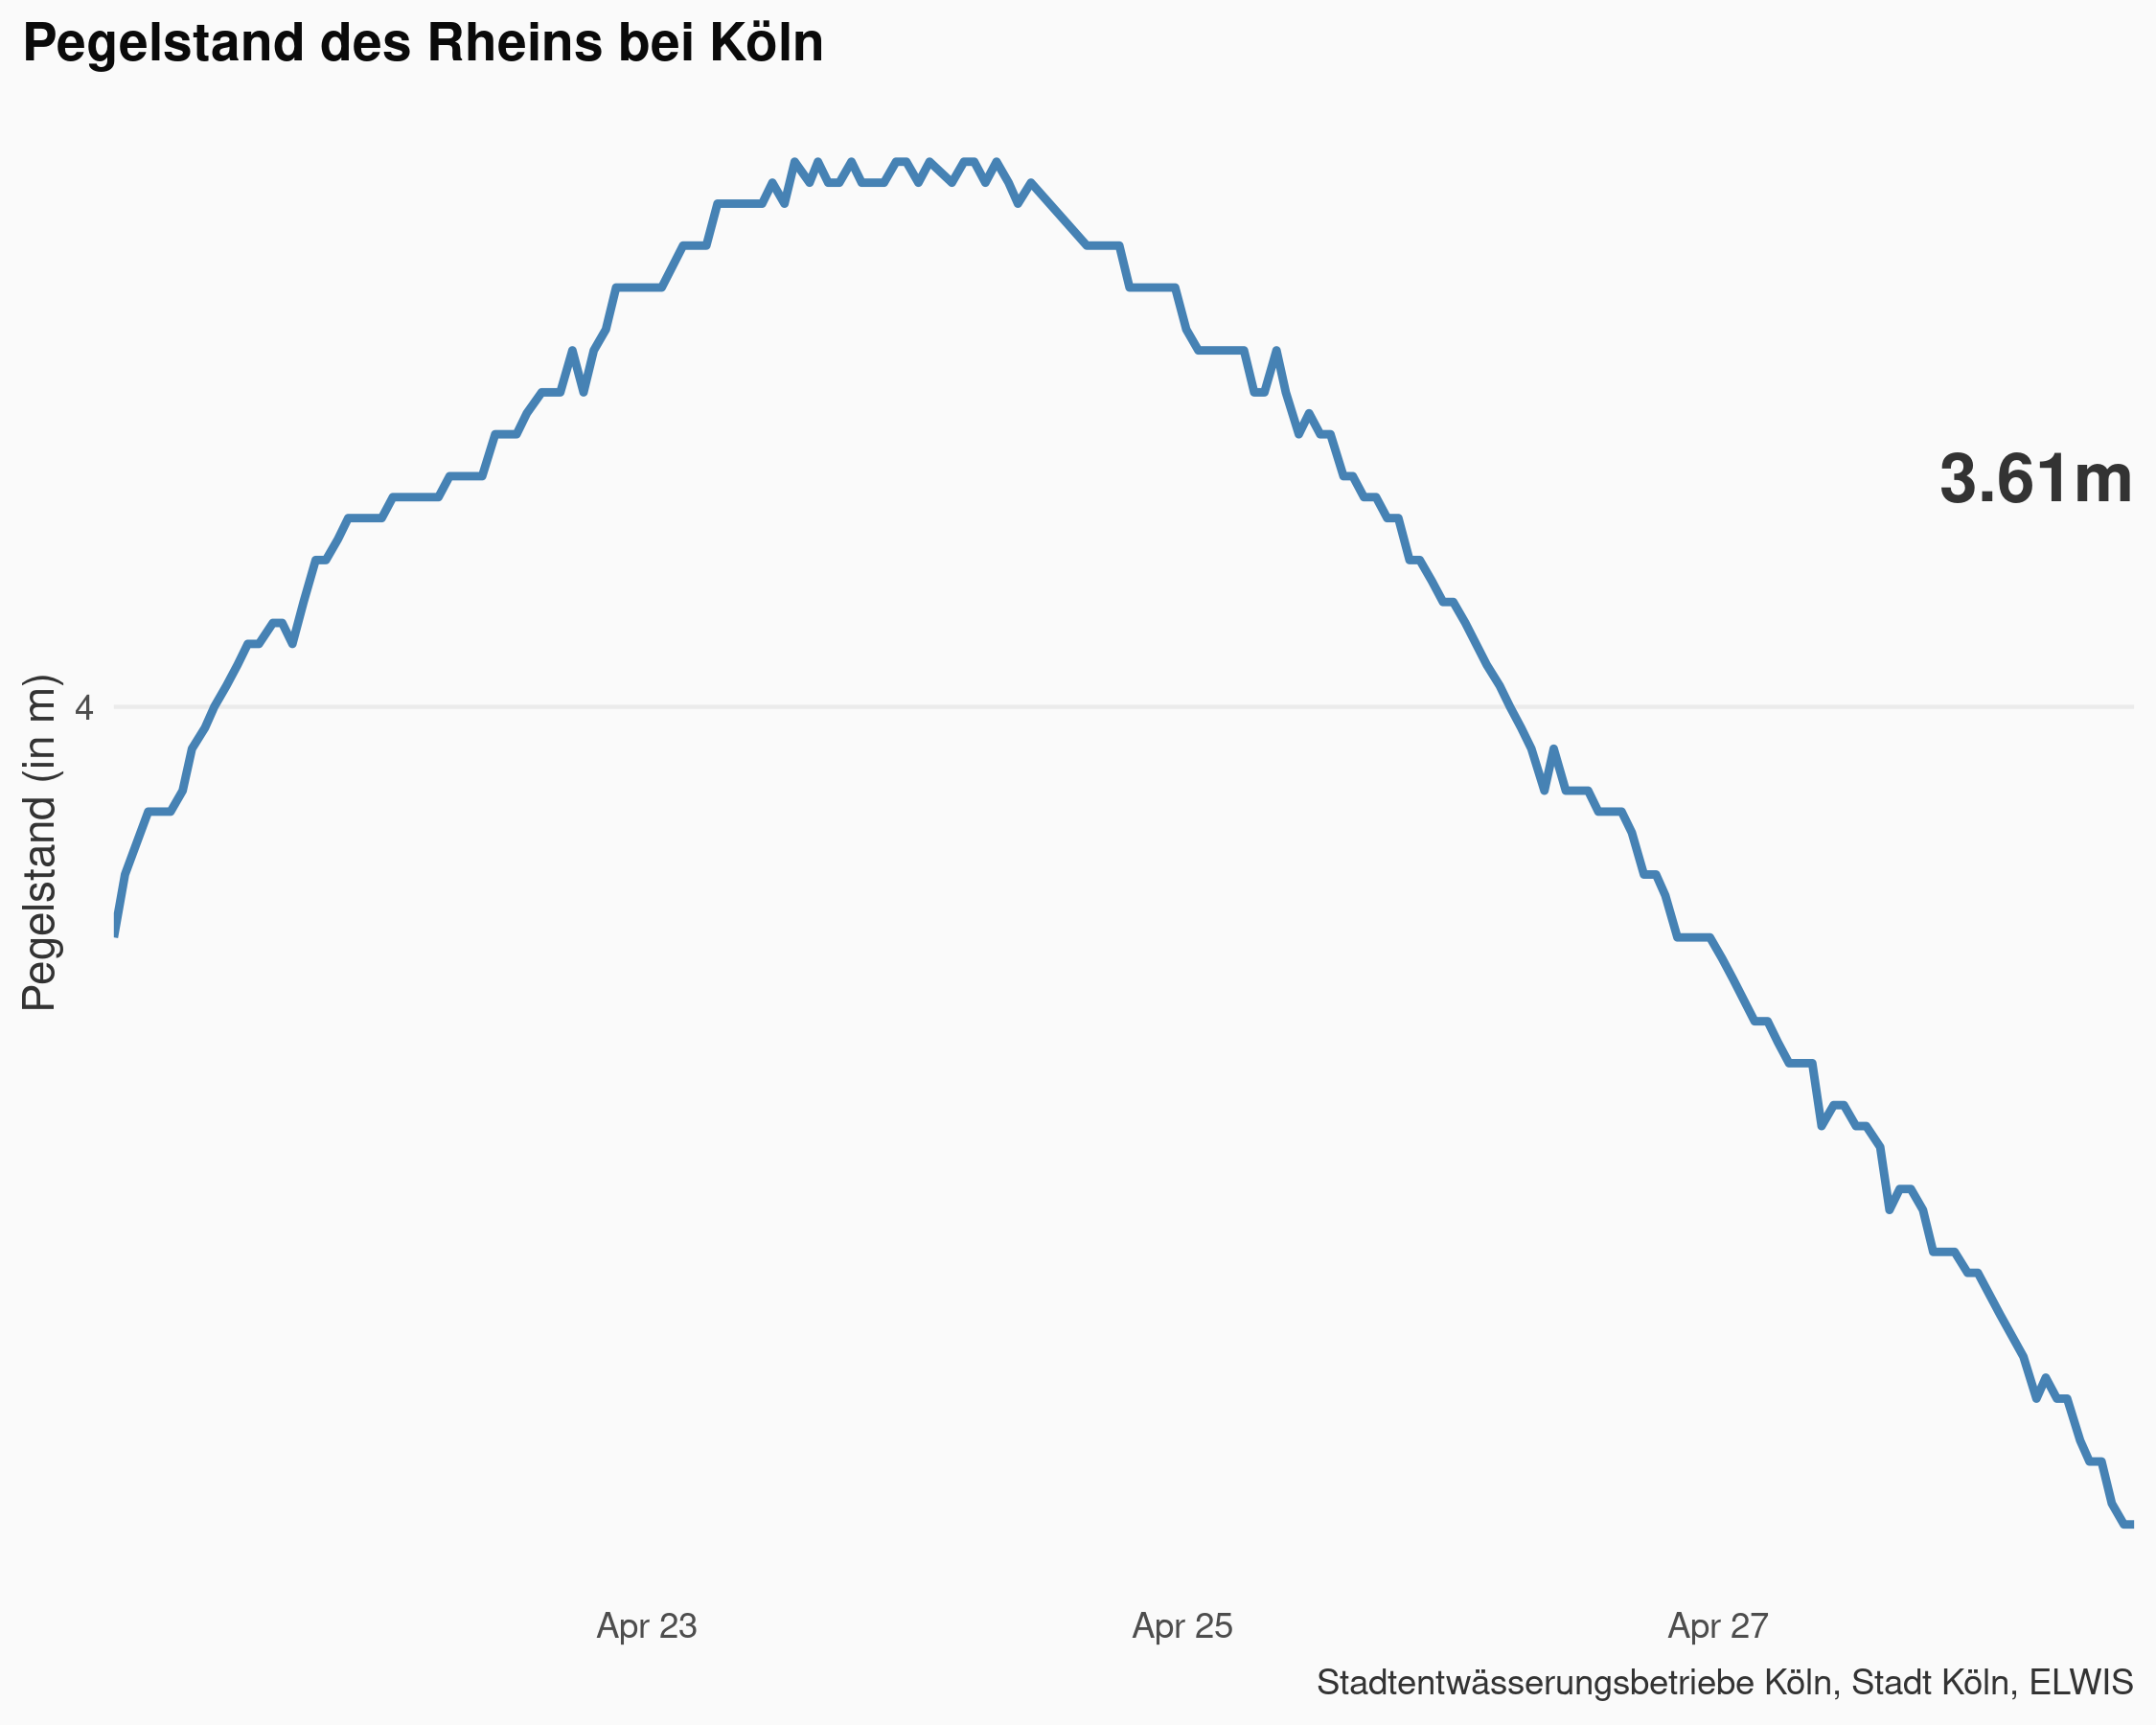 Pegelstand des Rheins bei Köln
3.61m
Pegelstand (in m)
4
Apr 23
Apr 25
Apr 27
Stadtentwässerungsbetriebe Köln, Stadt Köln, ELWIS